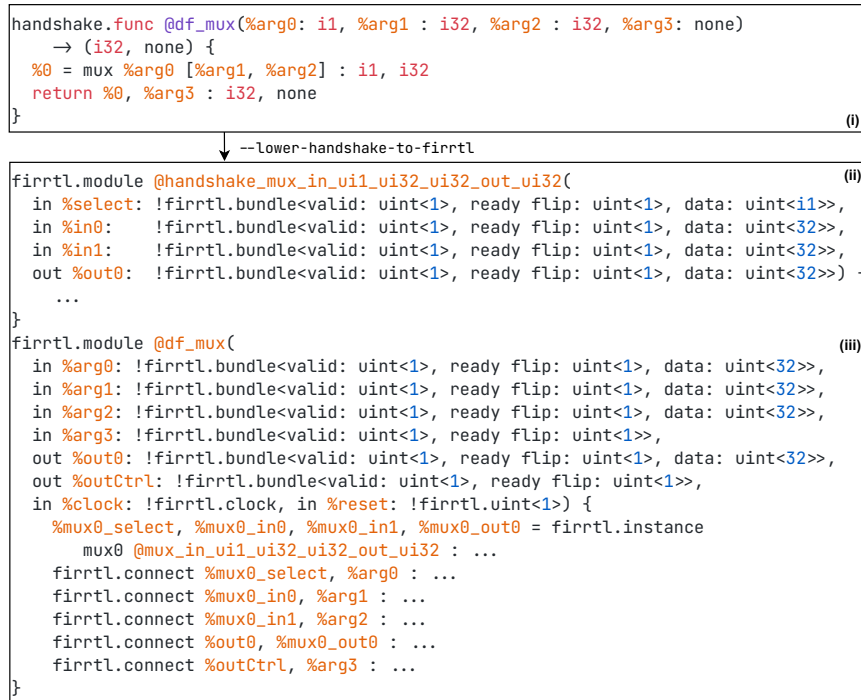 handshake.func @df_mux(%arg0: i1, %arg1 : i32, %arg2 : i32, %arg3: none)
→ (i32, none) {
%0 = mux %arg0 [%arg1, %arg2] : i1, i32
return %0, %arg3 : i32, none
}
(i)
--lower-handshake-to-firrtl
(ii)
firrtl.module @handshake_mux_in_ui1_ui32_ui32_out_ui32(
in %select: !firrtl.bundle<valid: uint<1>, ready flip: uint<1>, data: uint<i1>>,
in %in0: !firrtl.bundle<valid: uint<1>, ready flip: uint<1>, data: uint<32>>,
in %in1: !firrtl.bundle<valid: uint<1>, ready flip: uint<1>, data: uint<32>>,
out %out0: !firrtl.bundle<valid: uint<1>, ready flip: uint<1>, data: uint<32>>)
...
}
firrtl.module @df_mux(
(iii)
in %arg0: !firrtl.bundle<valid: uint<1>, ready flip: uint<1>, data: uint<32>>,
in %arg1: !firrtl.bundle<valid: uint<1>, ready flip: uint<1>, data: uint<32>>,
in %arg2: !firrtl.bundle<valid: uint<1>, ready flip: uint<1>, data: uint<32>>,
in %arg3: !firrtl.bundle<valid: uint<1>, ready flip: uint<1>>,
out %out0: !firrtl.bundle<valid: uint<1>, ready flip: uint<1>, data: uint<32>>,
out %outCtrl: !firrtl.bundle<valid: uint<1>, ready flip: uint<1>>,
in %clock: !firrtl.clock, in %reset: !firrtl.uint<1>) {
%mux0_select, %mux0_in0, %mux0_in1, %mux0_out0 = firrtl.instance
mux0 @mux_in_ui1_ui32_ui32_out_ui32 : ...
firrtl.connect %mux0_select, %arg0 : ...
firrtl.connect %mux0_in0, %arg1 : ...
firrtl.connect %mux0_in1, %arg2 : ...
firrtl.connect %out0, %mux0_out0 : ...
firrtl.connect %outCtrl, %arg3 : ...
}